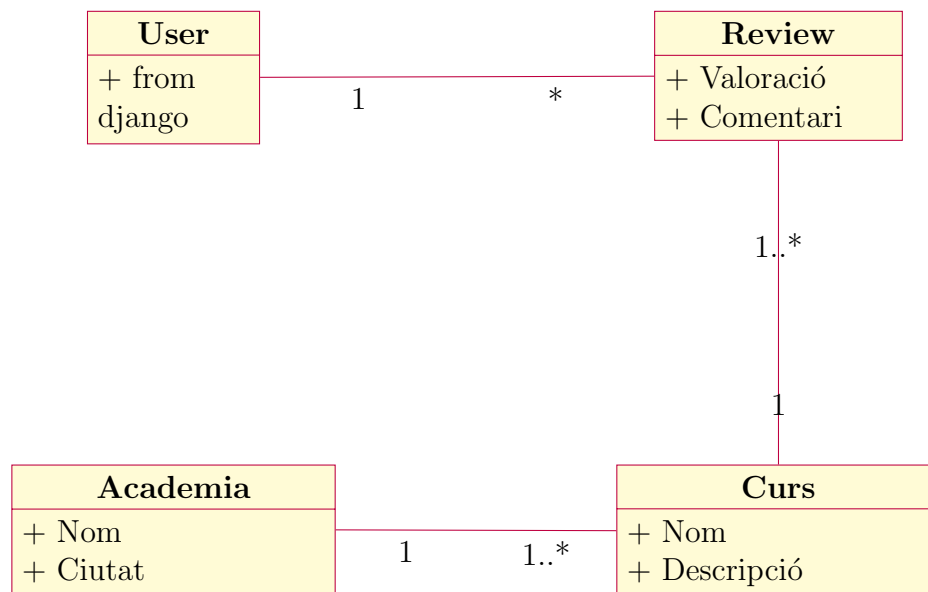 User
+ from
django
Review
+ Valoració
+ Comentari
1
*
1..*
1
Academia
+ Nom
+ Ciutat
Curs
+ Nom
+ Descripció
1
1..*